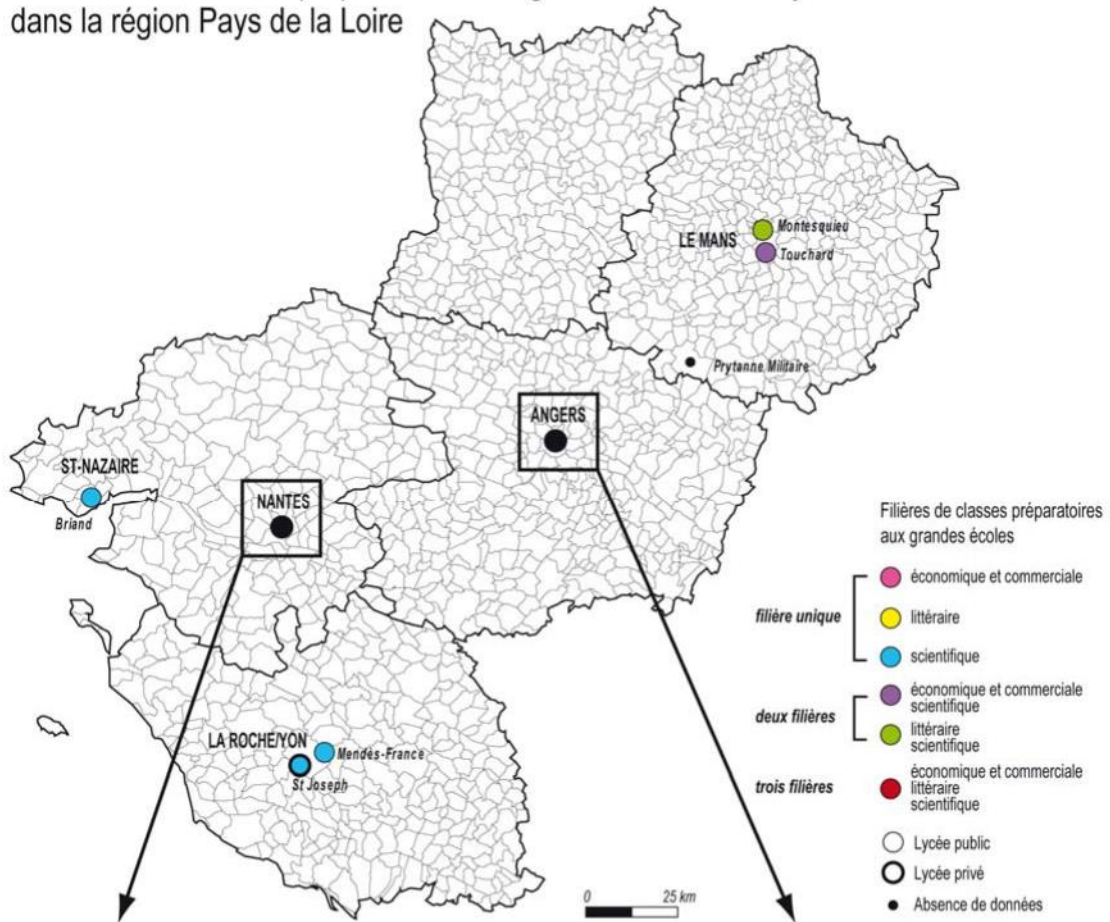 dans la région Pays de la Loire
LE MANS
Montesquieu
Touchard
Prytanne Militaire
ANGERS
ST-NAZAIRE
Briand
NANTES
LA ROCHE/YON
Mendès-France
St Joseph
Filières de classes préparatoires
aux grandes écoles
filière unique
économique et commerciale
littéraire
scientifique
deux filières
économique et commerciale
scientifique
littéraire
scientifique
trois filières
économique et commerciale
littéraire
scientifique
Lycée public
Lycée privé
Absence de données
0 25 km